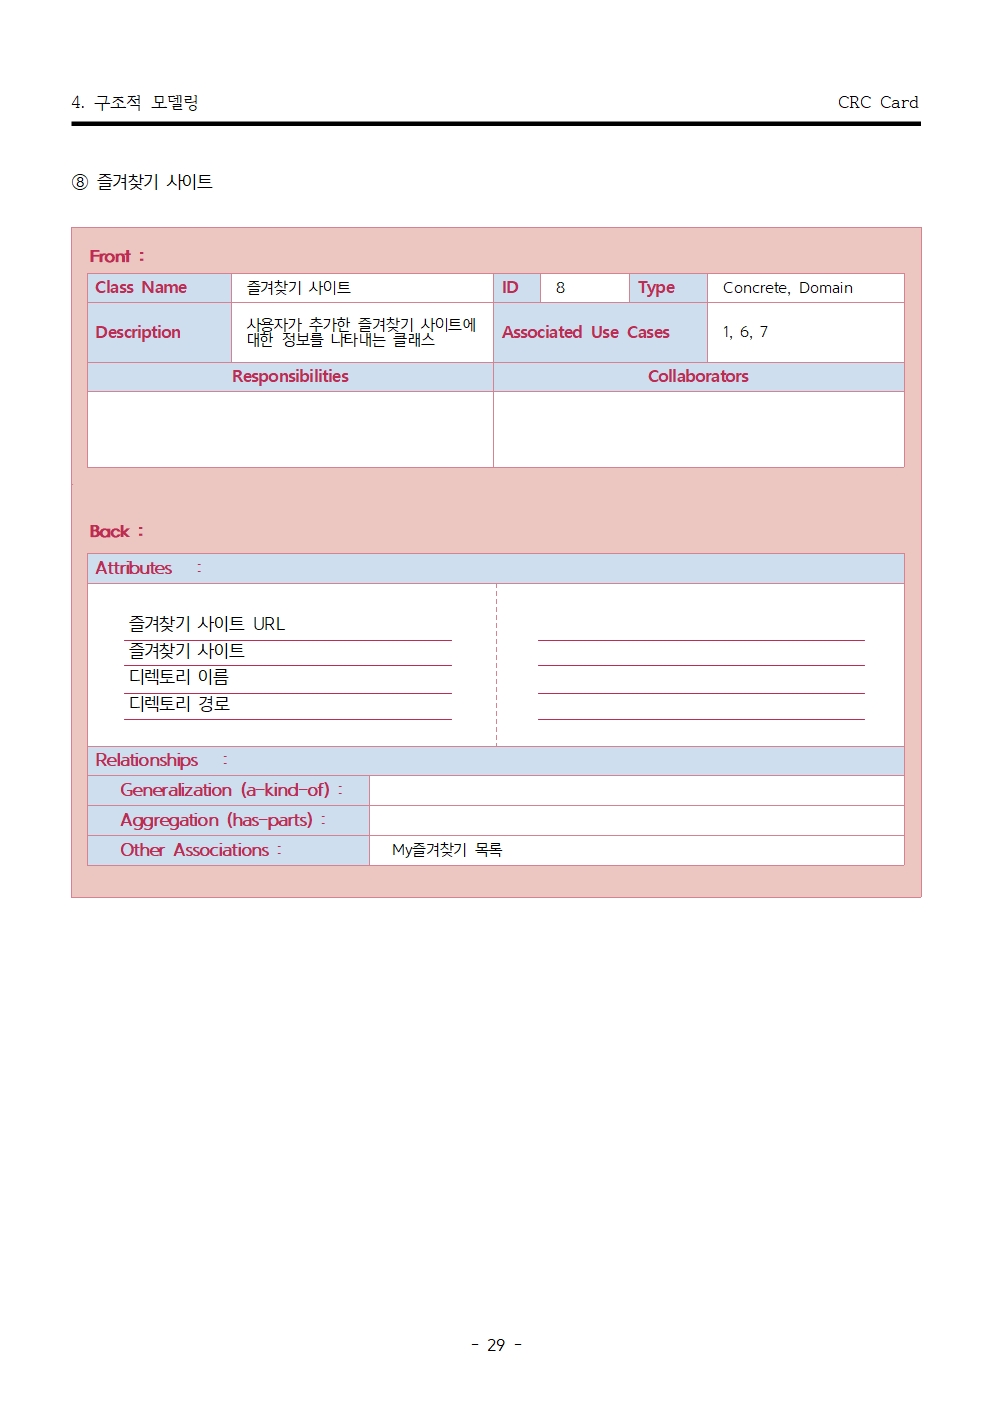 4. 구조적 모델링 CRC Card
⑧ 즐겨찾기 사이트
Front :
Class Name 즐겨찾기 사이트 ID 8 Type Concrete, Domain
Description 사용자가 추가한 즐겨찾기 사이트에 Associated Use Cases 1, 6, 7
대한 정보를 나타내는 클래스
Responsibilities Collaborators
Back :
Attributes :
즐겨찾기 사이트 URL
즐겨찾기 사이트
디렉토리 이름
디렉토리 경로
Relationships :
Generalization (a-kind-of) :
Aggregation (has-parts) :
Other Associations : My즐겨찾기 목록
- 29 -